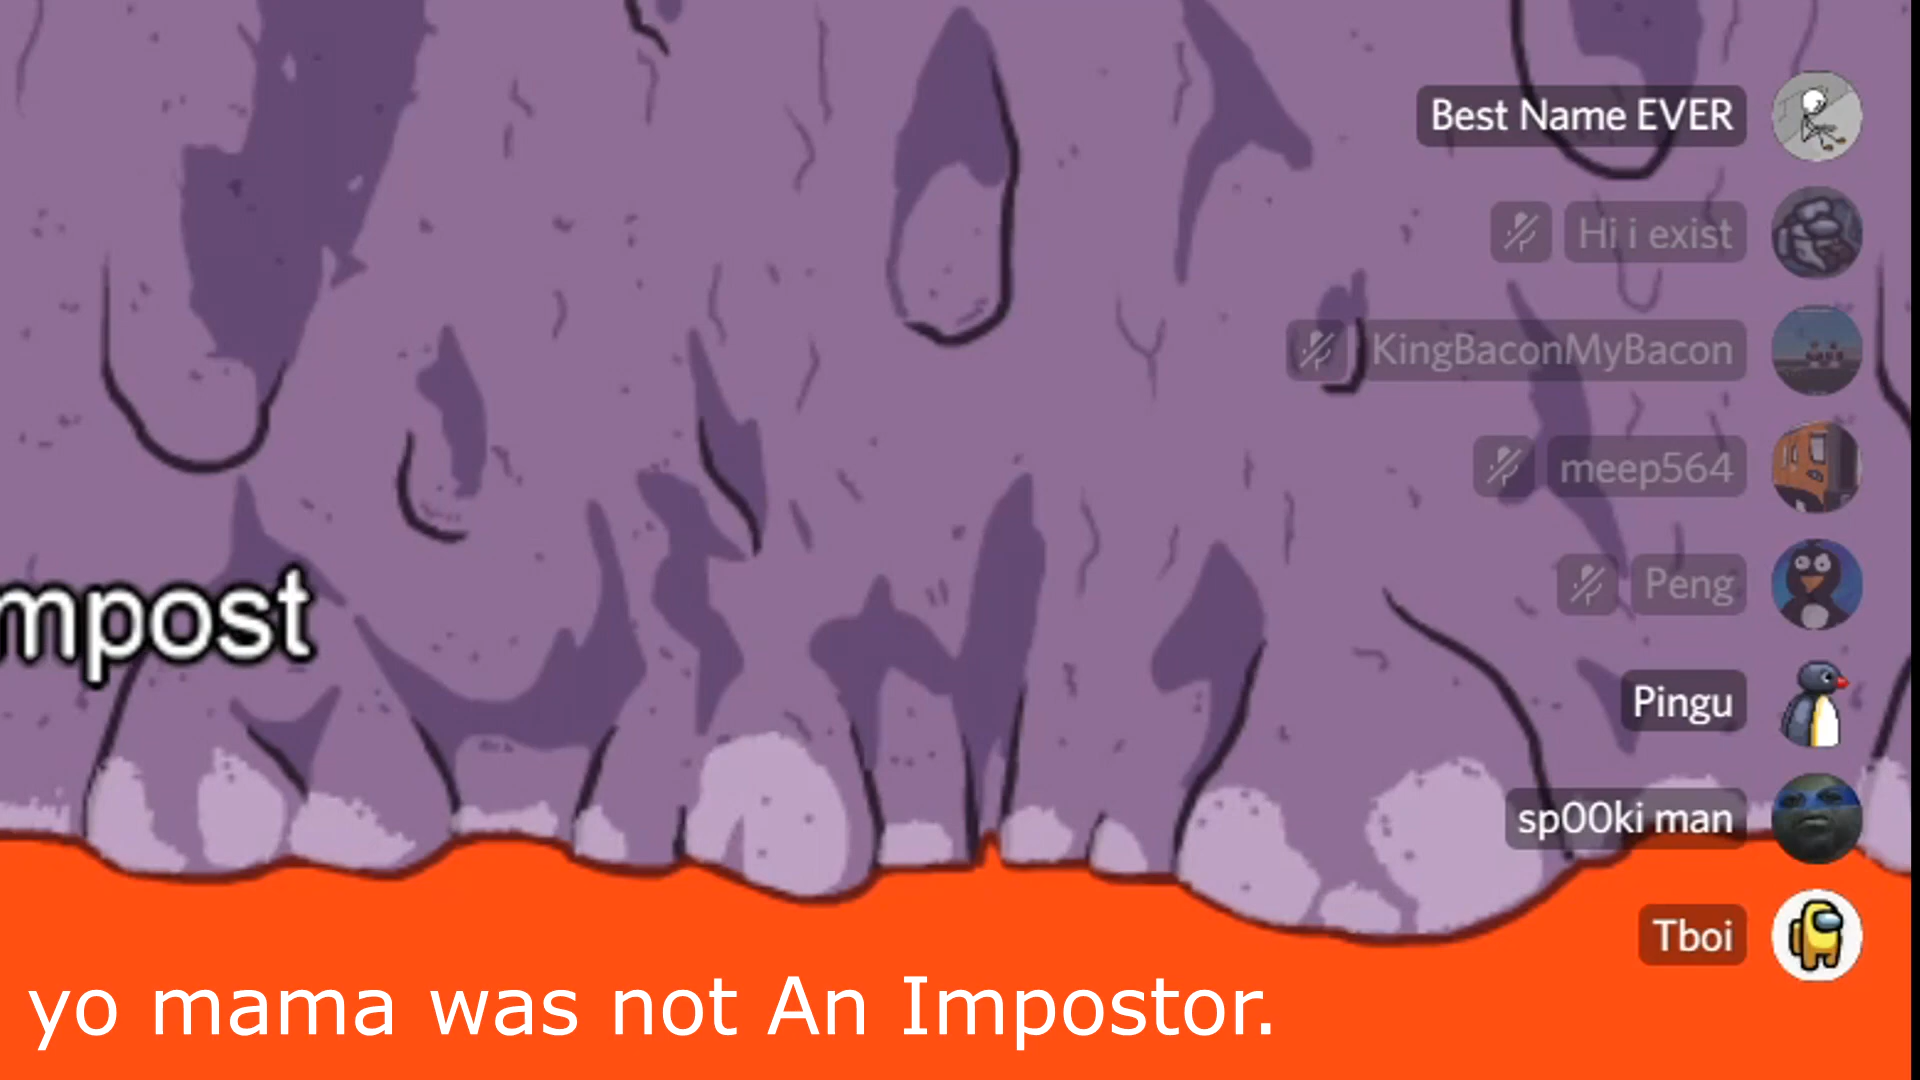 Best Name EVER
Hi i exist
KingBaconMyBacon
meep564
Peng
mpost
Pingu
sp00ki man
Tboi
yo mama was not An Impostor.